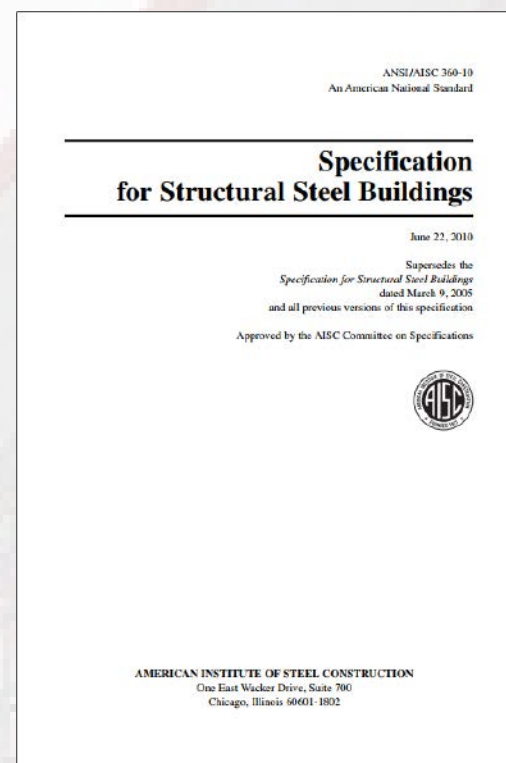 ANSI/AISC 360-10
An American National Standard
Specification
for Structural Steel Buildings
June 22, 2010
Supersedes the
Specification for Structural Steel Buildings
dated March 9, 2005
and all previous versions of this specification
Approved by the AISC Committee on Specifications
AISC
AMERICAN INSTITUTE OF STEEL CONSTRUCTION
One East Wacker Drive, Suite 700
Chicago, Illinois 60601-1802